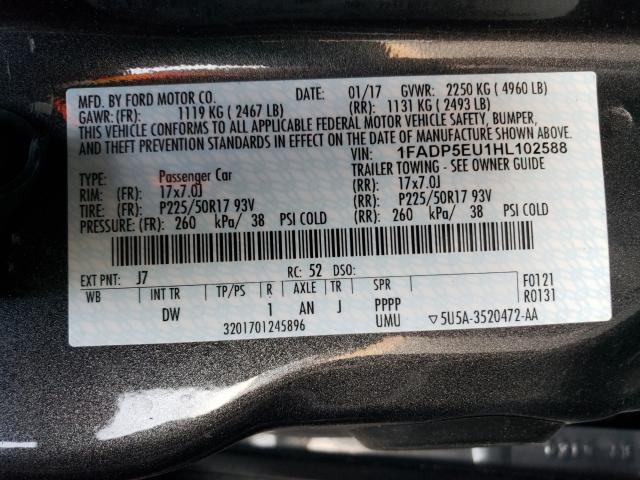 MFD. BY FORD MOTOR CO. DATE: 01/17 GVWR: 2250 KG ( 4960 LB)
GAWR: (FR): 1119 KG ( 2467 LB) (RR): 1131 KG ( 2493 LB)
THIS VEHICLE CONFORMS TO ALL APPLICABLE FEDERAL MOTOR VEHICLE SAFETY, BUMPER,
AND THEFT PREVENTION STANDARDS IN EFFECT ON THE DATE OF MANUFACTURE SHOWN ABOVE.
VIN: 1FADP5EU1HL102588
TYPE: Passenger Car TRAILER TOWING - SEE OWNER GUIDE
RIM: (FR): 17x7.0J (RR): 17x7.0J
TIRE: (FR): P225/50R17 93V (RR): P225/50R17 93V
PRESSURE: (FR): 260 kPa/ 38 PSI COLD (RR): 260 kPa/ 38 PSI COLD
EXT PNT: J7 RC: 52 DSO:
WB INT TR TP/PS R AXLE TR SPR F0121
DW 1 AN J PPPP R0131
3201701245896 UMU ▽5U5A-3520472-AA